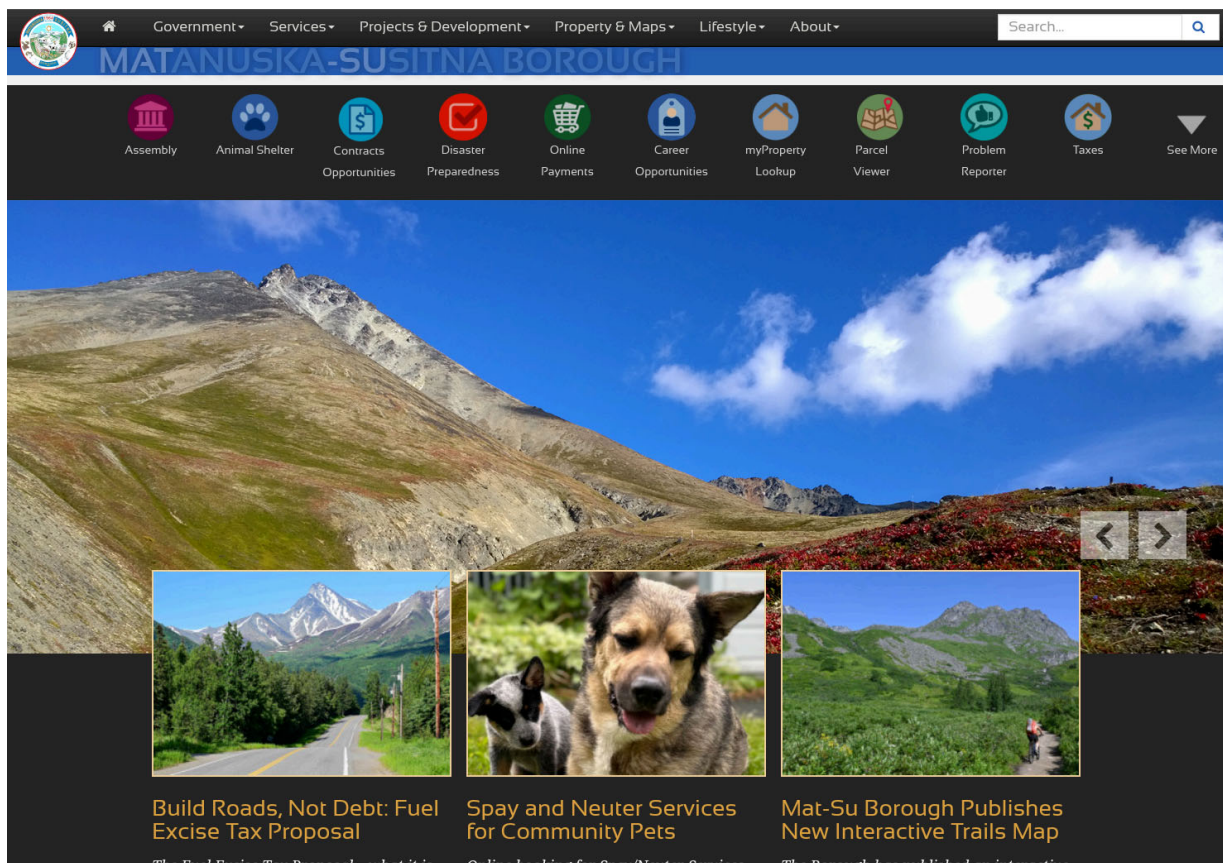 Government
Services
Projects & Development
Property & Maps
Lifestyle
About
Search...
MATANUSKA-SUSITNA BOROUGH
Assembly
Animal Shelter
Contracts
Opportunities
Disaster
Preparedness
Online
Payments
Career
Opportunities
myProperty
Lookup
Parcel
Viewer
Problem
Reporter
Taxes
See More
Build Roads, Not Debt: Fuel
Excise Tax Proposal
Spay and Neuter Services
for Community Pets
Mat-Su Borough Publishes
New Interactive Trails Map